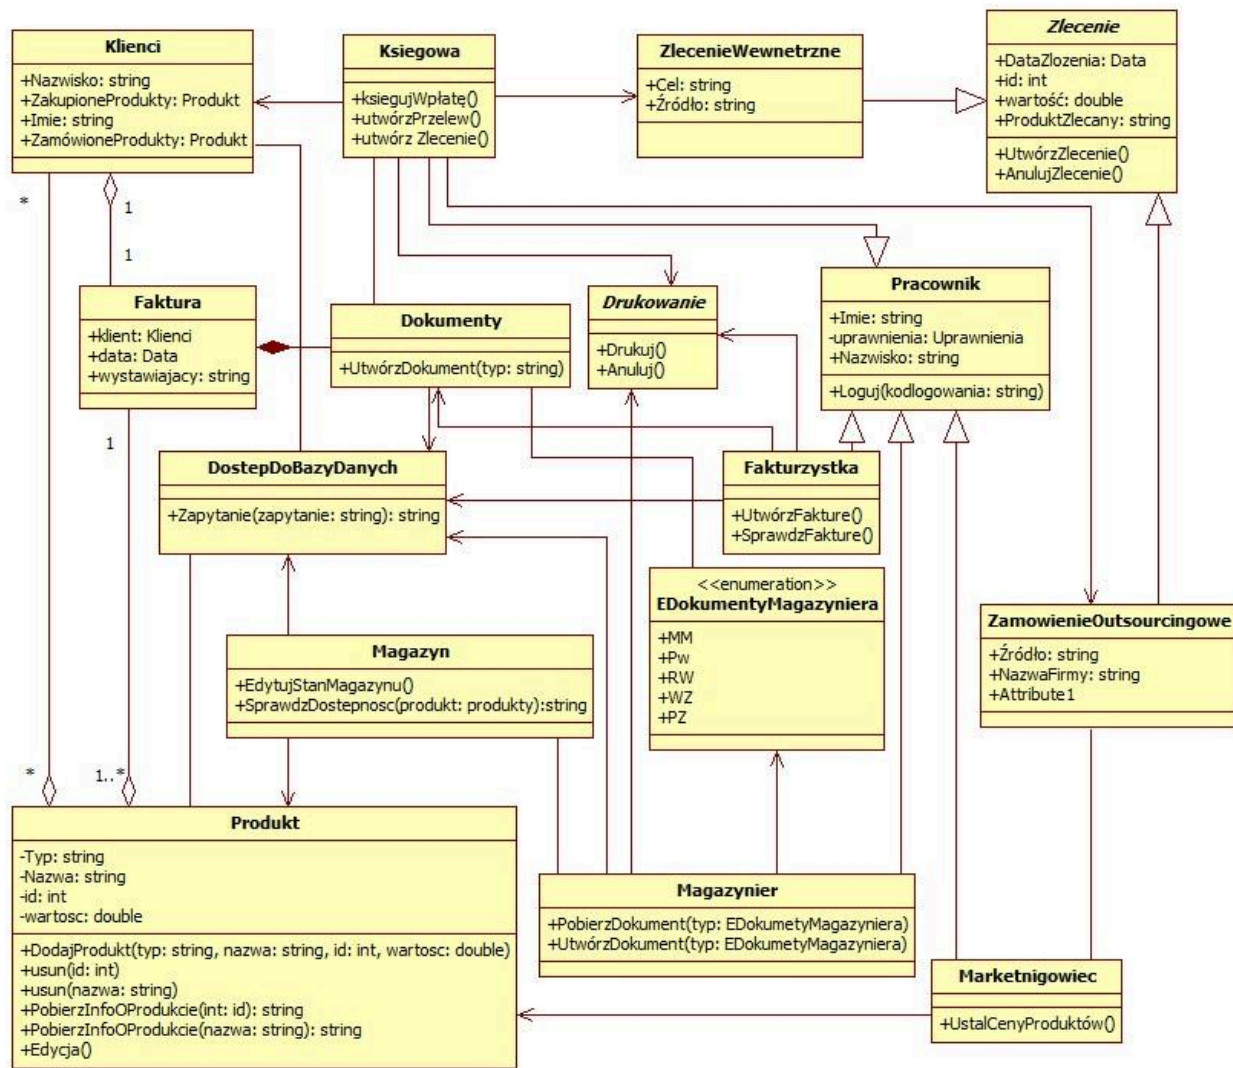 Klienci
+Nazwisko: string
+ZakupioneProdukty: Produkt
+Imie: string
+ZamówioneProdukty: Produkt
Ksiegowa
+ksiegujWpłatę()
+utwórzPrzelew()
+utwórz Zlecenie()
ZlecenieWewnetrzne
+Cel: string
+Źródło: string
Zlecenie
+DataZlozenia: Data
+id: int
+wartość: double
+ProduktZlecany: string
+UtwórzZlecenie()
+AnulujZlecenie()
*
1
1
Faktura
+klient: Klienci
+data: Data
+wystawiajacy: string
Dokumenty
+UtwórzDokument(typ: string)
Drukowanie
+Drukuj()
+Anuluj()
Pracownik
+Imie: string
-uprawnienia: Uprawnienia
+Nazwisko: string
+Loguj(kodlogowania: string)
1
DostepDoBazyDanych
+Zapytanie(zapytanie: string): string
Fakturzystka
+UtwórzFakture()
+SprawdzFakture()
<<enumeration>>
EDokumentyMagazyniera
+MM
+Pw
+RW
+WZ
+PZ
ZamowienieOutsourcingowe
+Źródło: string
+NazwaFirmy: string
+Attribute1
Magazyn
+EdytujStanMagazynu()
+SprawdzDostepnosc(produkt: produkty):string
*
1..*
Produkt
-Typ: string
-Nazwa: string
-id: int
-wartosc: double
+DodajProdukt(typ: string, nazwa: string, id: int, wartosc: double)
+usun(id: int)
+usun(nazwa: string)
+PobierzInfoOProdukcie(int: id): string
+PobierzInfoOProdukcie(nazwa: string): string
+Edycja()
Magazynier
+PobierzDokument(typ: EDokumetyMagazyniera)
+UtwórzDokument(typ: EDokumetyMagazyniera)
Marketnigowiec
+UstalCenyProduktów()